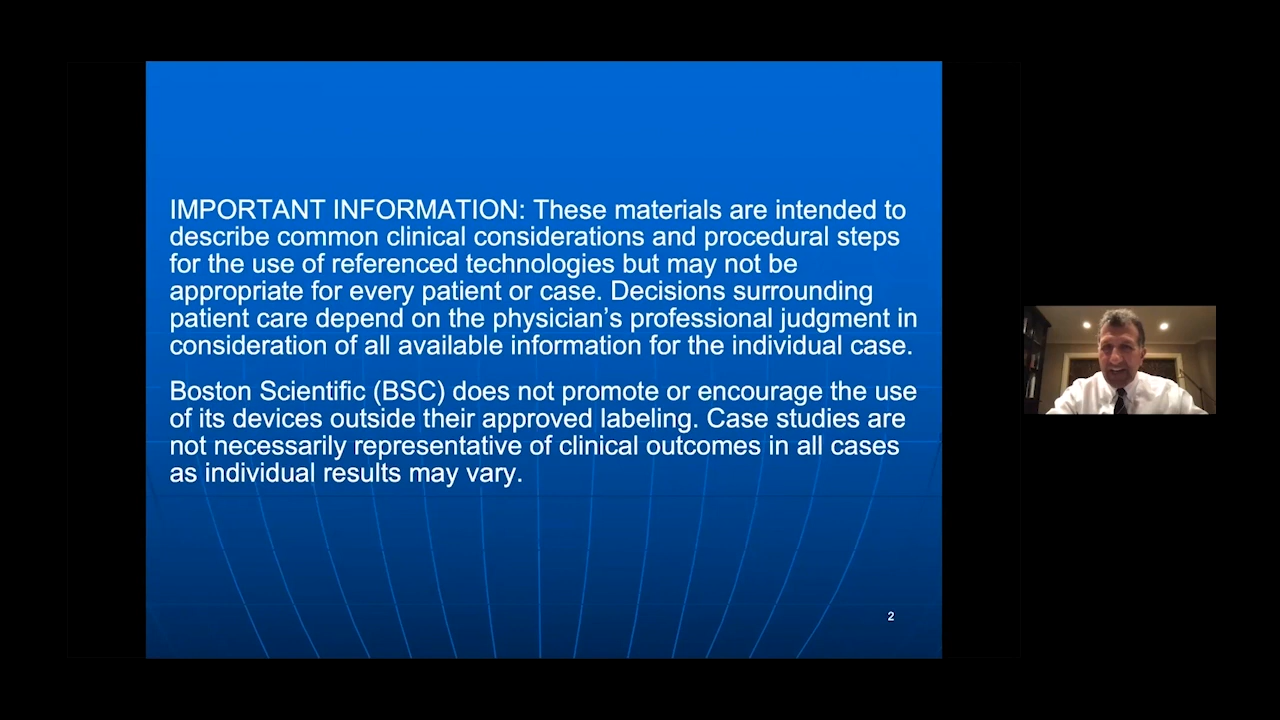 IMPORTANT INFORMATION: These materials are intended to
describe common clinical considerations and procedural steps
for the use of referenced technologies but may not be
appropriate for every patient or case. Decisions surrounding
patient care depend on the physician’s professional judgment in
consideration of all available information for the individual case.
Boston Scientific (BSC) does not promote or encourage the use
of its devices outside their approved labeling. Case studies are
not necessarily representative of clinical outcomes in all cases
as individual results may vary.
2